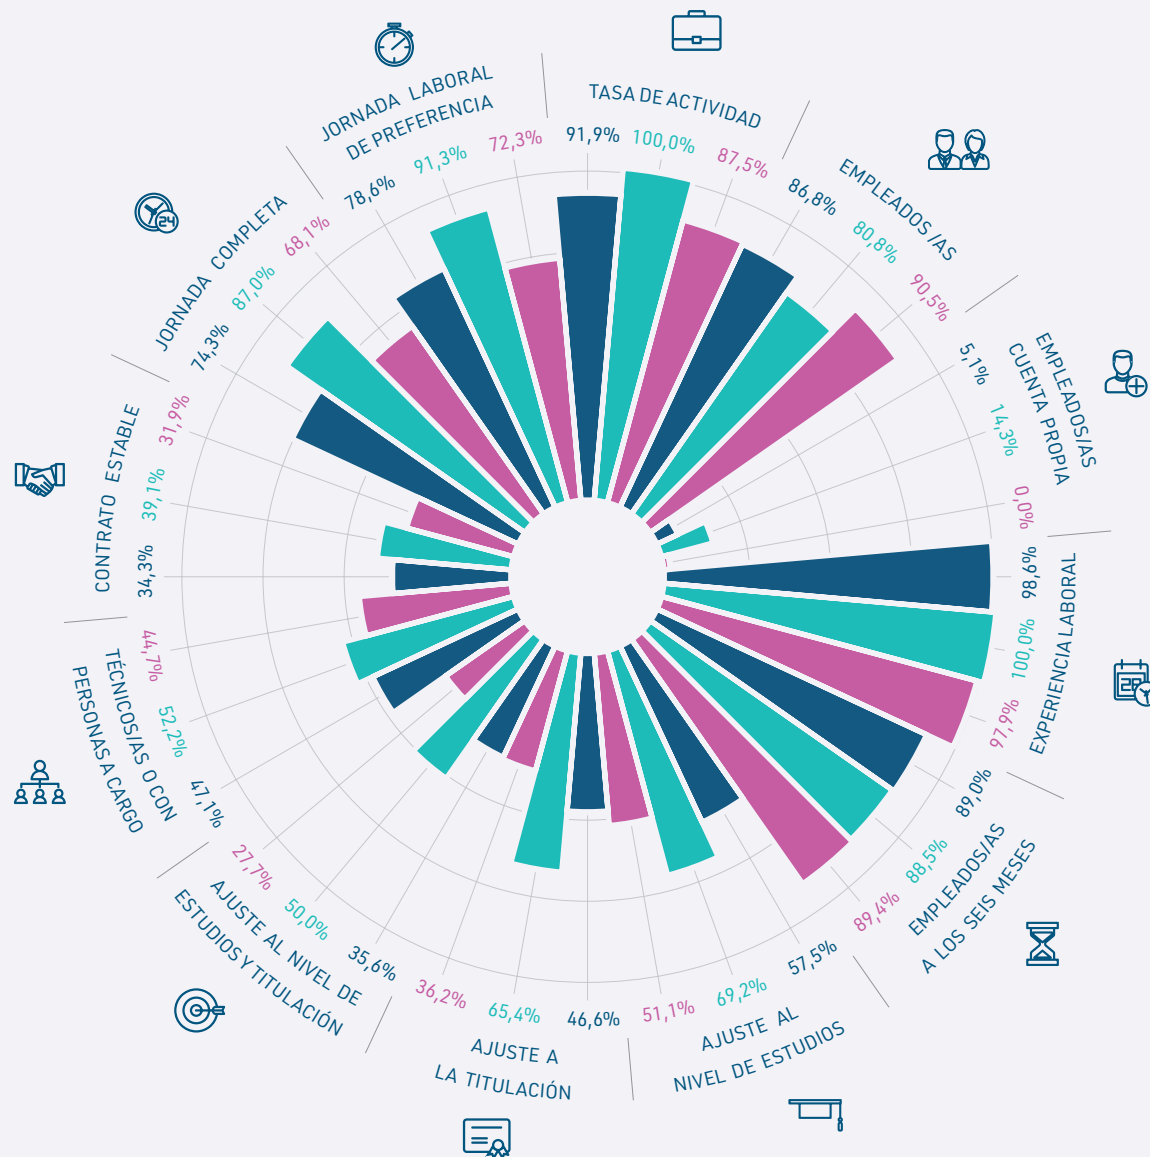 TASA DE ACTIVIDAD
91,9%
100,0%
87,5%
EMPLEADOS /AS
86,8%
80,8%
90,5%
EMPLEADOS/AS
CUENTA PROPIA
5,1%
14,3%
0,0%
EXPERIENCIA LABORAL
98,6%
100,0%
97,9%
EMPLEADOS/AS
A LOS SEIS MESES
89,0%
88,5%
89,4%
AJUSTE AL
NIVEL DE ESTUDIOS
57,5%
69,2%
51,1%
AJUSTE A
LA TITULACIÓN
46,6%
65,4%
36,2%
AJUSTE AL NIVEL DE
ESTUDIOS Y TITULACIÓN
35,6%
50,0%
27,7%
TÉCNICOS/AS O CON
PERSONAS A CARGO
47,1%
52,2%
44,7%
CONTRATO ESTABLE
34,3%
39,1%
31,9%
JORNADA COMPLETA
74,3%
87,0%
68,1%
JORNADA LABORAL
DE PREFERENCIA
78,6%
91,3%
72,3%
24